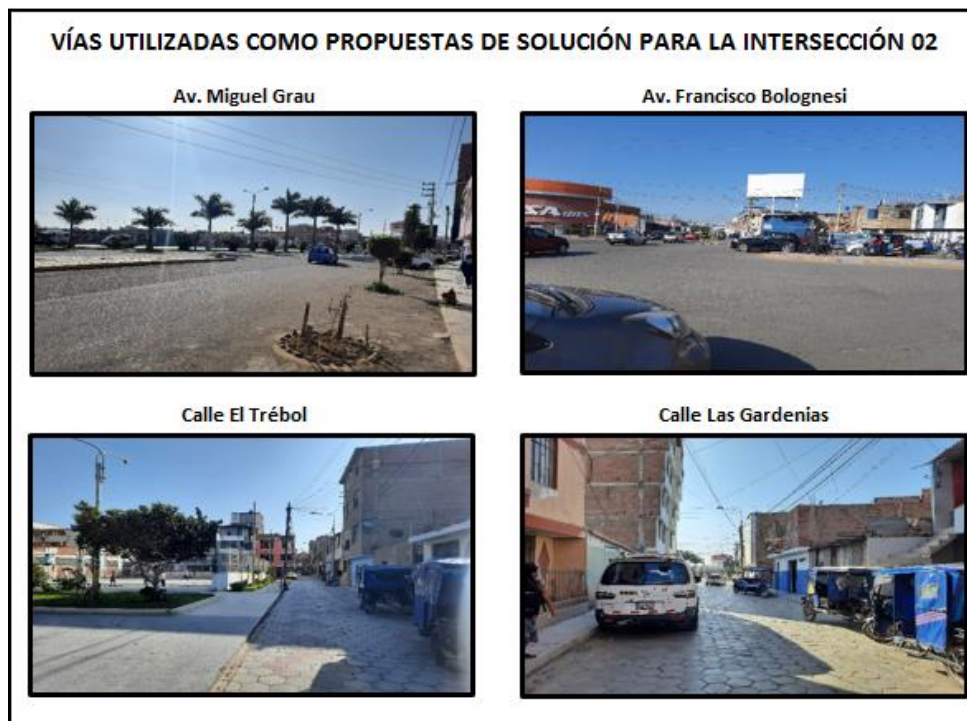 VÍAS UTILIZADAS COMO PROPUESTAS DE SOLUCIÓN PARA LA INTERSECCIÓN 02
Av. Miguel Grau
Av. Francisco Bolognesi
SA
Calle El Trébol
Calle Las Gardenias